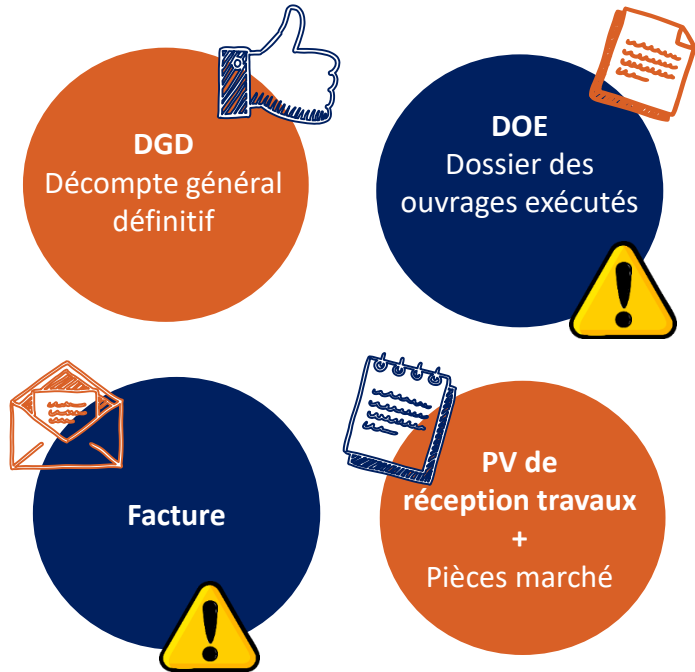 DGD
Décompte général
définitif
DOE
Dossier des
ouvrages exécutés
Facture
PV de
réception travaux
+
Pièces marché